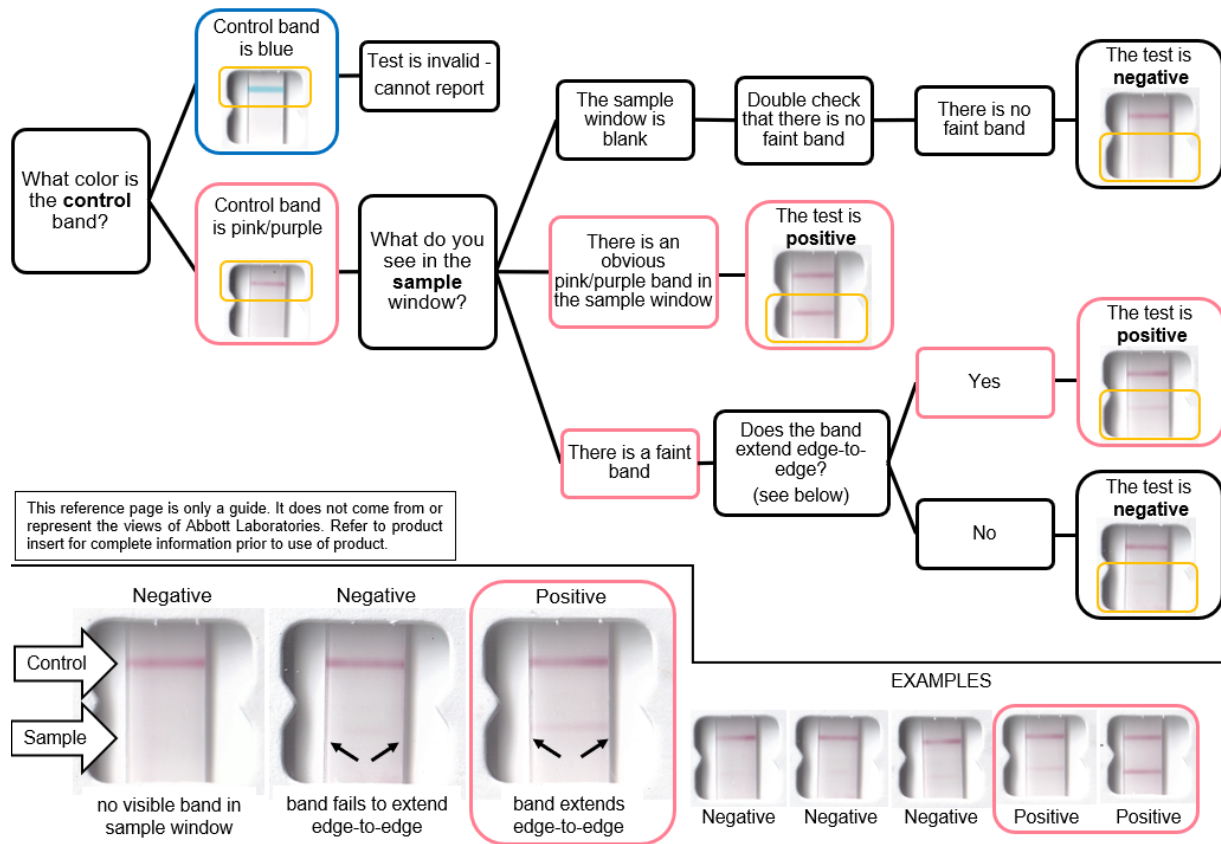 What color is
the control
band?
Control band
is blue
Test is invalid -
cannot report
Control band
is pink/purple
What do you
see in the
sample
window?
The sample
window is
blank
Double check
that there is no
faint band
There is no
faint band
The test is
negative
There is an
obvious
pink/purple band in
the sample window
The test is
positive
There is a faint
band
Does the band
extend edge-to-
edge?
(see below)
Yes
The test is
positive
No
The test is
negative
This reference page is only a guide. It does not come from or
represent the views of Abbott Laboratories. Refer to product
insert for complete information prior to use of product.
Negative
Negative
Positive
Control
Sample
no visible band in
sample window
band fails to extend
edge-to-edge
band extends
edge-to-edge
EXAMPLES
Negative
Negative
Negative
Positive
Positive